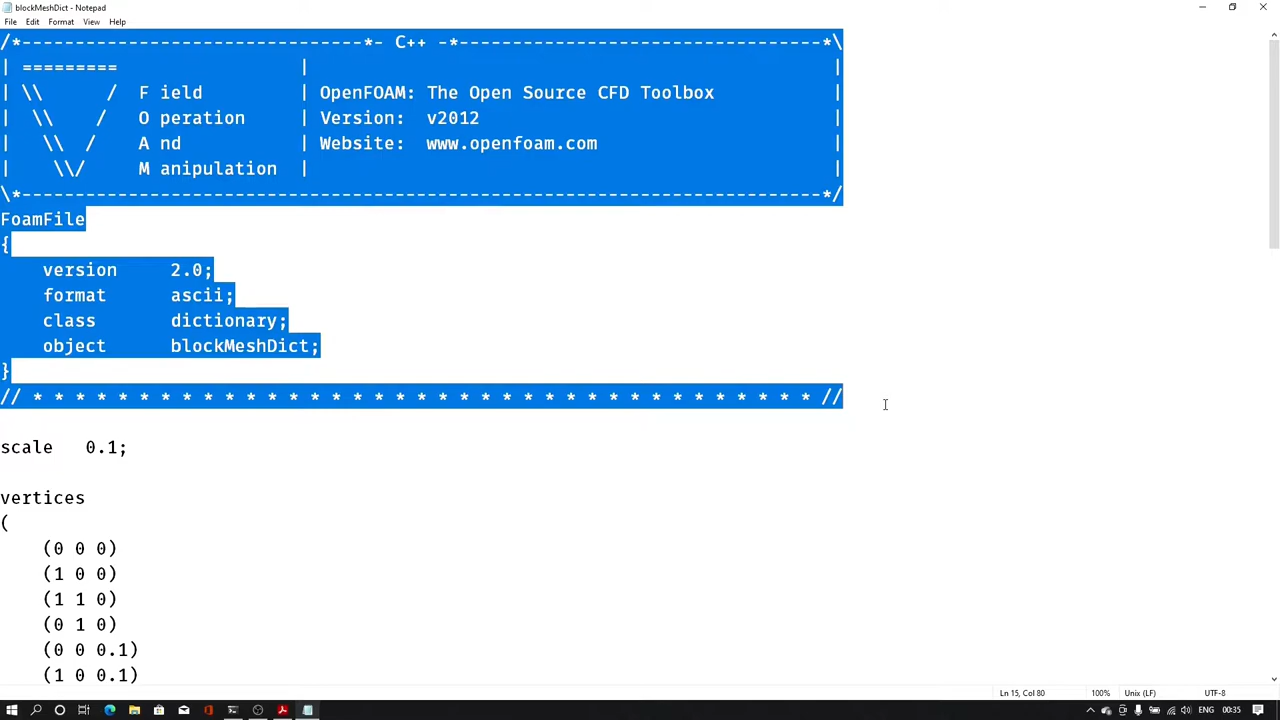 blockMeshDict - Notepad
File Edit Format View Help
/*--------------------------------*- C++ -*----------------------------------*\
| =========                 |                                                 |
| \\      /  F ield         | OpenFOAM: The Open Source CFD Toolbox           |
|  \\    /   O peration     | Version:  v2012                                 |
|   \\  /    A nd           | Website:  www.openfoam.com                      |
|    \\/     M anipulation  |                                                 |
\*---------------------------------------------------------------------------*/
FoamFile
{
    version     2.0;
    format      ascii;
    class       dictionary;
    object      blockMeshDict;
}
// * * * * * * * * * * * * * * * * * * * * * * * * * * * * * * * * * * * * * //
scale   0.1;
vertices
(
    (0 0 0)
    (1 0 0)
    (1 1 0)
    (0 1 0)
    (0 0 0.1)
    (1 0 0.1)
Ln 15, Col 80 100% Unix (LF) UTF-8
ENG 00:35